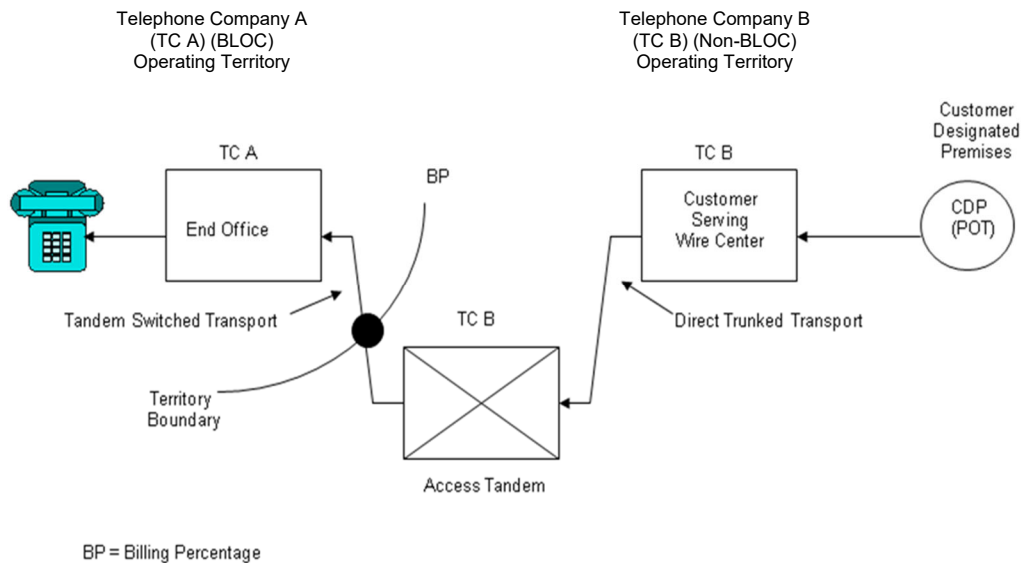 Telephone Company A
(TC A) (BLOC)
Operating Territory
Telephone Company B
(TC B) (Non-BLOC)
Operating Territory
Customer
Designated
Premises
TC A
BP
TC B
End Office
Customer
Serving
Wire Center
CDP
(POT)
Tandem Switched Transport
TC B
Direct Trunked Transport
Territory
Boundary
Access Tandem
BP = Billing Percentage